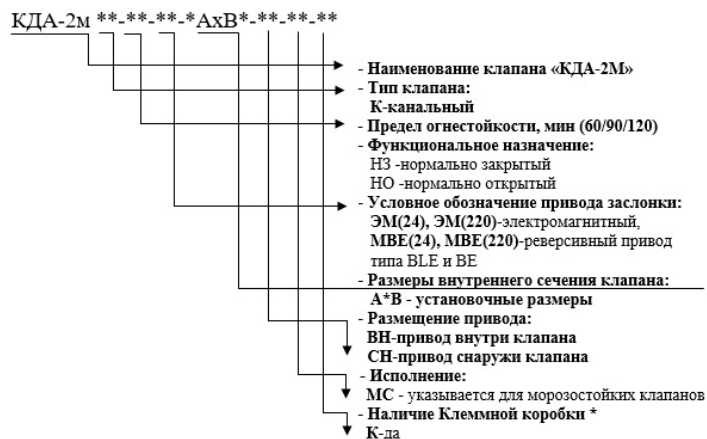 КДА-2м **-**-**-*АхВ*-**-**-**
- Наименование клапана «КДА-2М»
- Тип клапана:
К-канальный
- Предел огнестойкости, мин (60/90/120)
- Функциональное назначение:
НЗ -нормально закрытый
НО -нормально открытый
- Условное обозначение привода заслонки:
ЭМ(24), ЭМ(220)-электромагнитный,
МВЕ(24), МВЕ(220)-реверсивный привод
типа BLE и BE
- Размеры внутреннего сечения клапана:
А*В - установочные размеры
- Размещение привода:
ВН-привод внутри клапана
СН-привод снаружи клапана
- Исполнение:
МС - указывается для морозостойких клапанов
- Наличие Клеммной коробки *
К-да